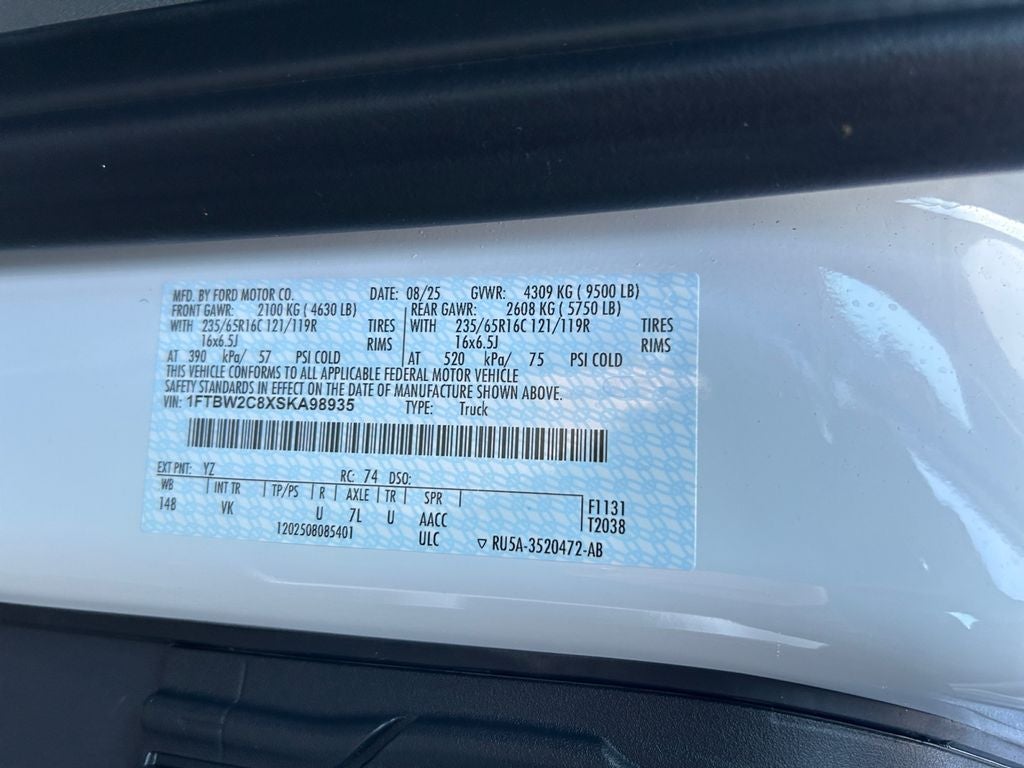 MFD. BY FORD MOTOR CO. DATE: 08/25 GVWR: 4309 KG ( 9500 LB)
FRONT GAWR: 2100 KG ( 4630 LB) REAR GAWR: 2608 KG ( 5750 LB)
WITH 235/65R16C 121/119R TIRES WITH 235/65R16C 121/119R TIRES
16x6.5J RIMS 16x6.5J RIMS
AT 390 kPa/ 57 PSI COLD AT 520 kPa/ 75 PSI COLD
THIS VEHICLE CONFORMS TO ALL APPLICABLE FEDERAL MOTOR VEHICLE
SAFETY STANDARDS IN EFFECT ON THE DATE OF MANUFACTURE SHOWN ABOVE.
VIN: 1FTBW2C8XSKA98935 TYPE: Truck
EXT PNT: YZ RC: 74 DSO:
WB INT TR TP/PS R AXLE TR SPR F1131
148 VK U 7L U AACC T2038
1202508085401 ULC ▽ RU5A-3520472-AB